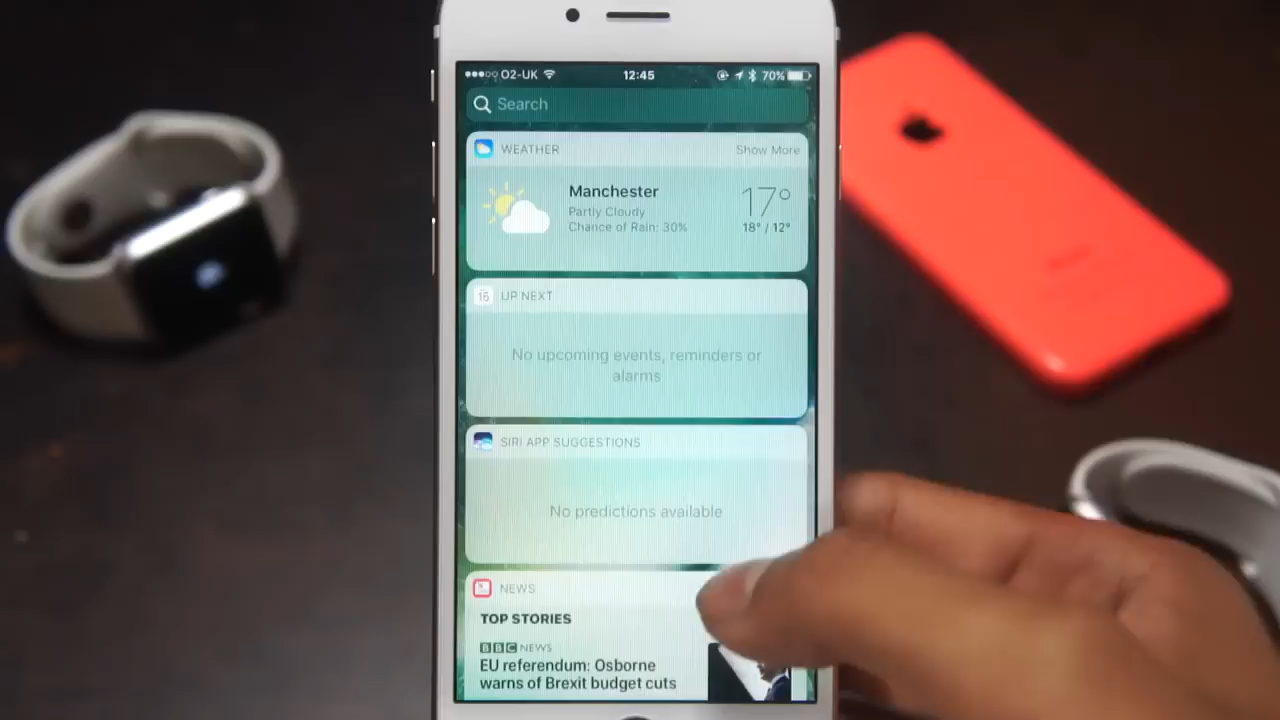 O2-UK 12:45 70%
Search
WEATHER Show More
Manchester 17°
Partly Cloudy
Chance of Rain: 30% 18° / 12°
15 UP NEXT
No upcoming events, reminders or
alarms
SIRI APP SUGGESTIONS
No predictions available
NEWS
TOP STORIES
BBC NEWS
EU referendum: Osborne
warns of Brexit budget cuts